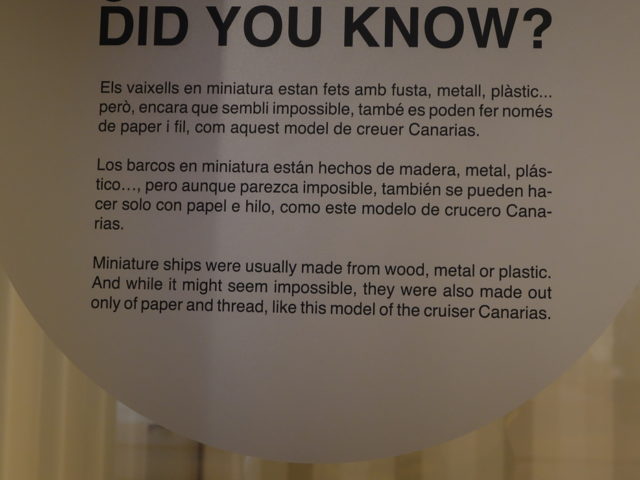 DID YOU KNOW?
Els vaixells en miniatura estan fets amb fusta, metall, plàstic...
però, encara que sembli impossible, també es poden fer només
de paper i fil, com aquest model de creuer Canarias.
Los barcos en miniatura están hechos de madera, metal, plás-
tico…, pero aunque parezca imposible, también se pueden ha-
cer solo con papel e hilo, como este modelo de crucero Cana-
rias.
Miniature ships were usually made from wood, metal or plastic.
And while it might seem impossible, they were also made out
only of paper and thread, like this model of the cruiser Canarias.